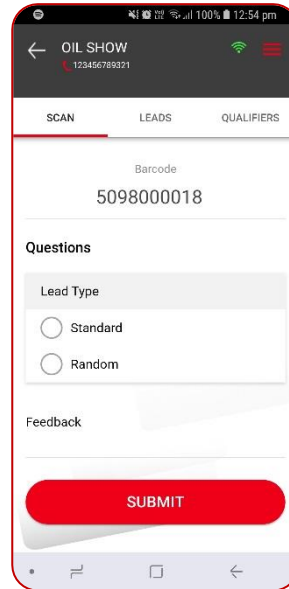 100% 12:54 pm
OIL SHOW
123456789321
SCAN LEADS QUALIFIERS
Barcode
5098000018
Questions
Lead Type
Standard
Random
Feedback
SUBMIT